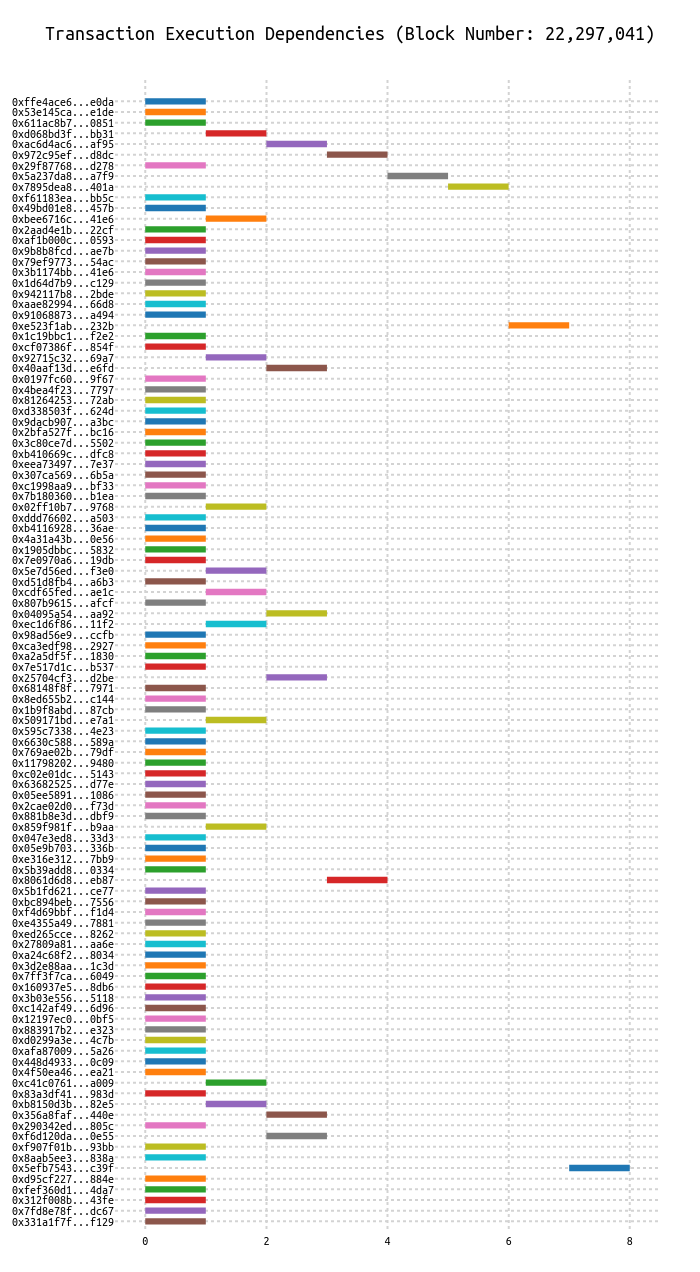 Transaction Execution Dependencies (Block Number: 22,297,041)
0xffe4ace6...e0da
0x53e145ca...e1de
0x611ac8b7...0851
0xd068bd3f...bb31
0xac6d4ac6...af95
0x972c95ef...d8dc
0x29f87768...d278
0x5a237da8...a7f9
0x7895dea8...401a
0xf61183ea...bb5c
0x49bd01e8...457b
0xbee6716c...41e6
0x2aad4e1b...22cf
0xaf1b000c...0593
0x9b8b8fcd...ae7b
0x79ef9773...54ac
0x3b1174bb...41e6
0x1d64d7b9...c129
0x942117b8...2bde
0xaae82994...66d8
0x91068873...a494
0xe523f1ab...232b
0x1c19bbc1...f2e2
0xcf07386f...854f
0x92715c32...69a7
0x40aaf13d...e6fd
0x0197fc60...9f67
0x4bea4f23...7797
0x81264253...72ab
0xd338503f...624d
0x9dacb907...a3bc
0x2bfa527f...bc16
0x3c80ce7d...5502
0xb410669c...dfc8
0xeea73497...7e37
0x307ca569...6b5a
0xc1998aa9...bf33
0x7b180360...b1ea
0x02ff10b7...9768
0xddd76602...a503
0xb4116928...36ae
0x4a31a43b...0e56
0x1905dbbc...5832
0x7e0970a6...19db
0x5e7d56ed...f3e0
0xd51d8fb4...a6b3
0xcdf65fed...ae1c
0x807b9615...afcf
0x04095a54...aa92
0xec1d6f86...11f2
0x98ad56e9...ccfb
0xca3edf98...2927
0xa2a5df5f...1830
0x7e517d1c...b537
0x25704cf3...d2be
0x68148f8f...7971
0x8ed655b2...c144
0x1b9f8abd...87cb
0x509171bd...e7a1
0x595c7338...4e23
0x6630c588...589a
0x769ae02b...79df
0x11798202...9480
0xc02e01dc...5143
0x63682525...d77e
0x05ee5891...1086
0x2cae02d0...f73d
0x881b8e3d...dbf9
0x859f981f...b9aa
0x047e3ed8...33d3
0x05e9b703...336b
0xe316e312...7bb9
0x5b39add8...0334
0x8061d6d8...eb87
0x5b1fd621...ce77
0xbc894beb...7556
0xf4d69bbf...f1d4
0xe4355a49...7881
0xed265cce...8262
0x27809a81...aa6e
0xa24c68f2...8034
0x3d2e88aa...1c3d
0x7ff3f7ca...6049
0x160937e5...8db6
0x3b03e556...5118
0xc142af49...6d96
0x12197ec0...0bf5
0x883917b2...e323
0xd0299a3e...4c7b
0xafa87009...5a26
0x448d4933...0c09
0x4f50ea46...ea21
0xc41c0761...a009
0x83a3df41...983d
0xb8150d3b...82e5
0x356a8faf...440e
0x290342ed...805c
0xf6d120da...0e55
0xf907f01b...93bb
0x8aab5ee3...838a
0x5efb7543...c39f
0xd95cf227...884e
0xfef360d1...4da7
0x312f008b...43fe
0x7fd8e78f...dc67
0x331a1f7f...f129
0 2 4 6 8